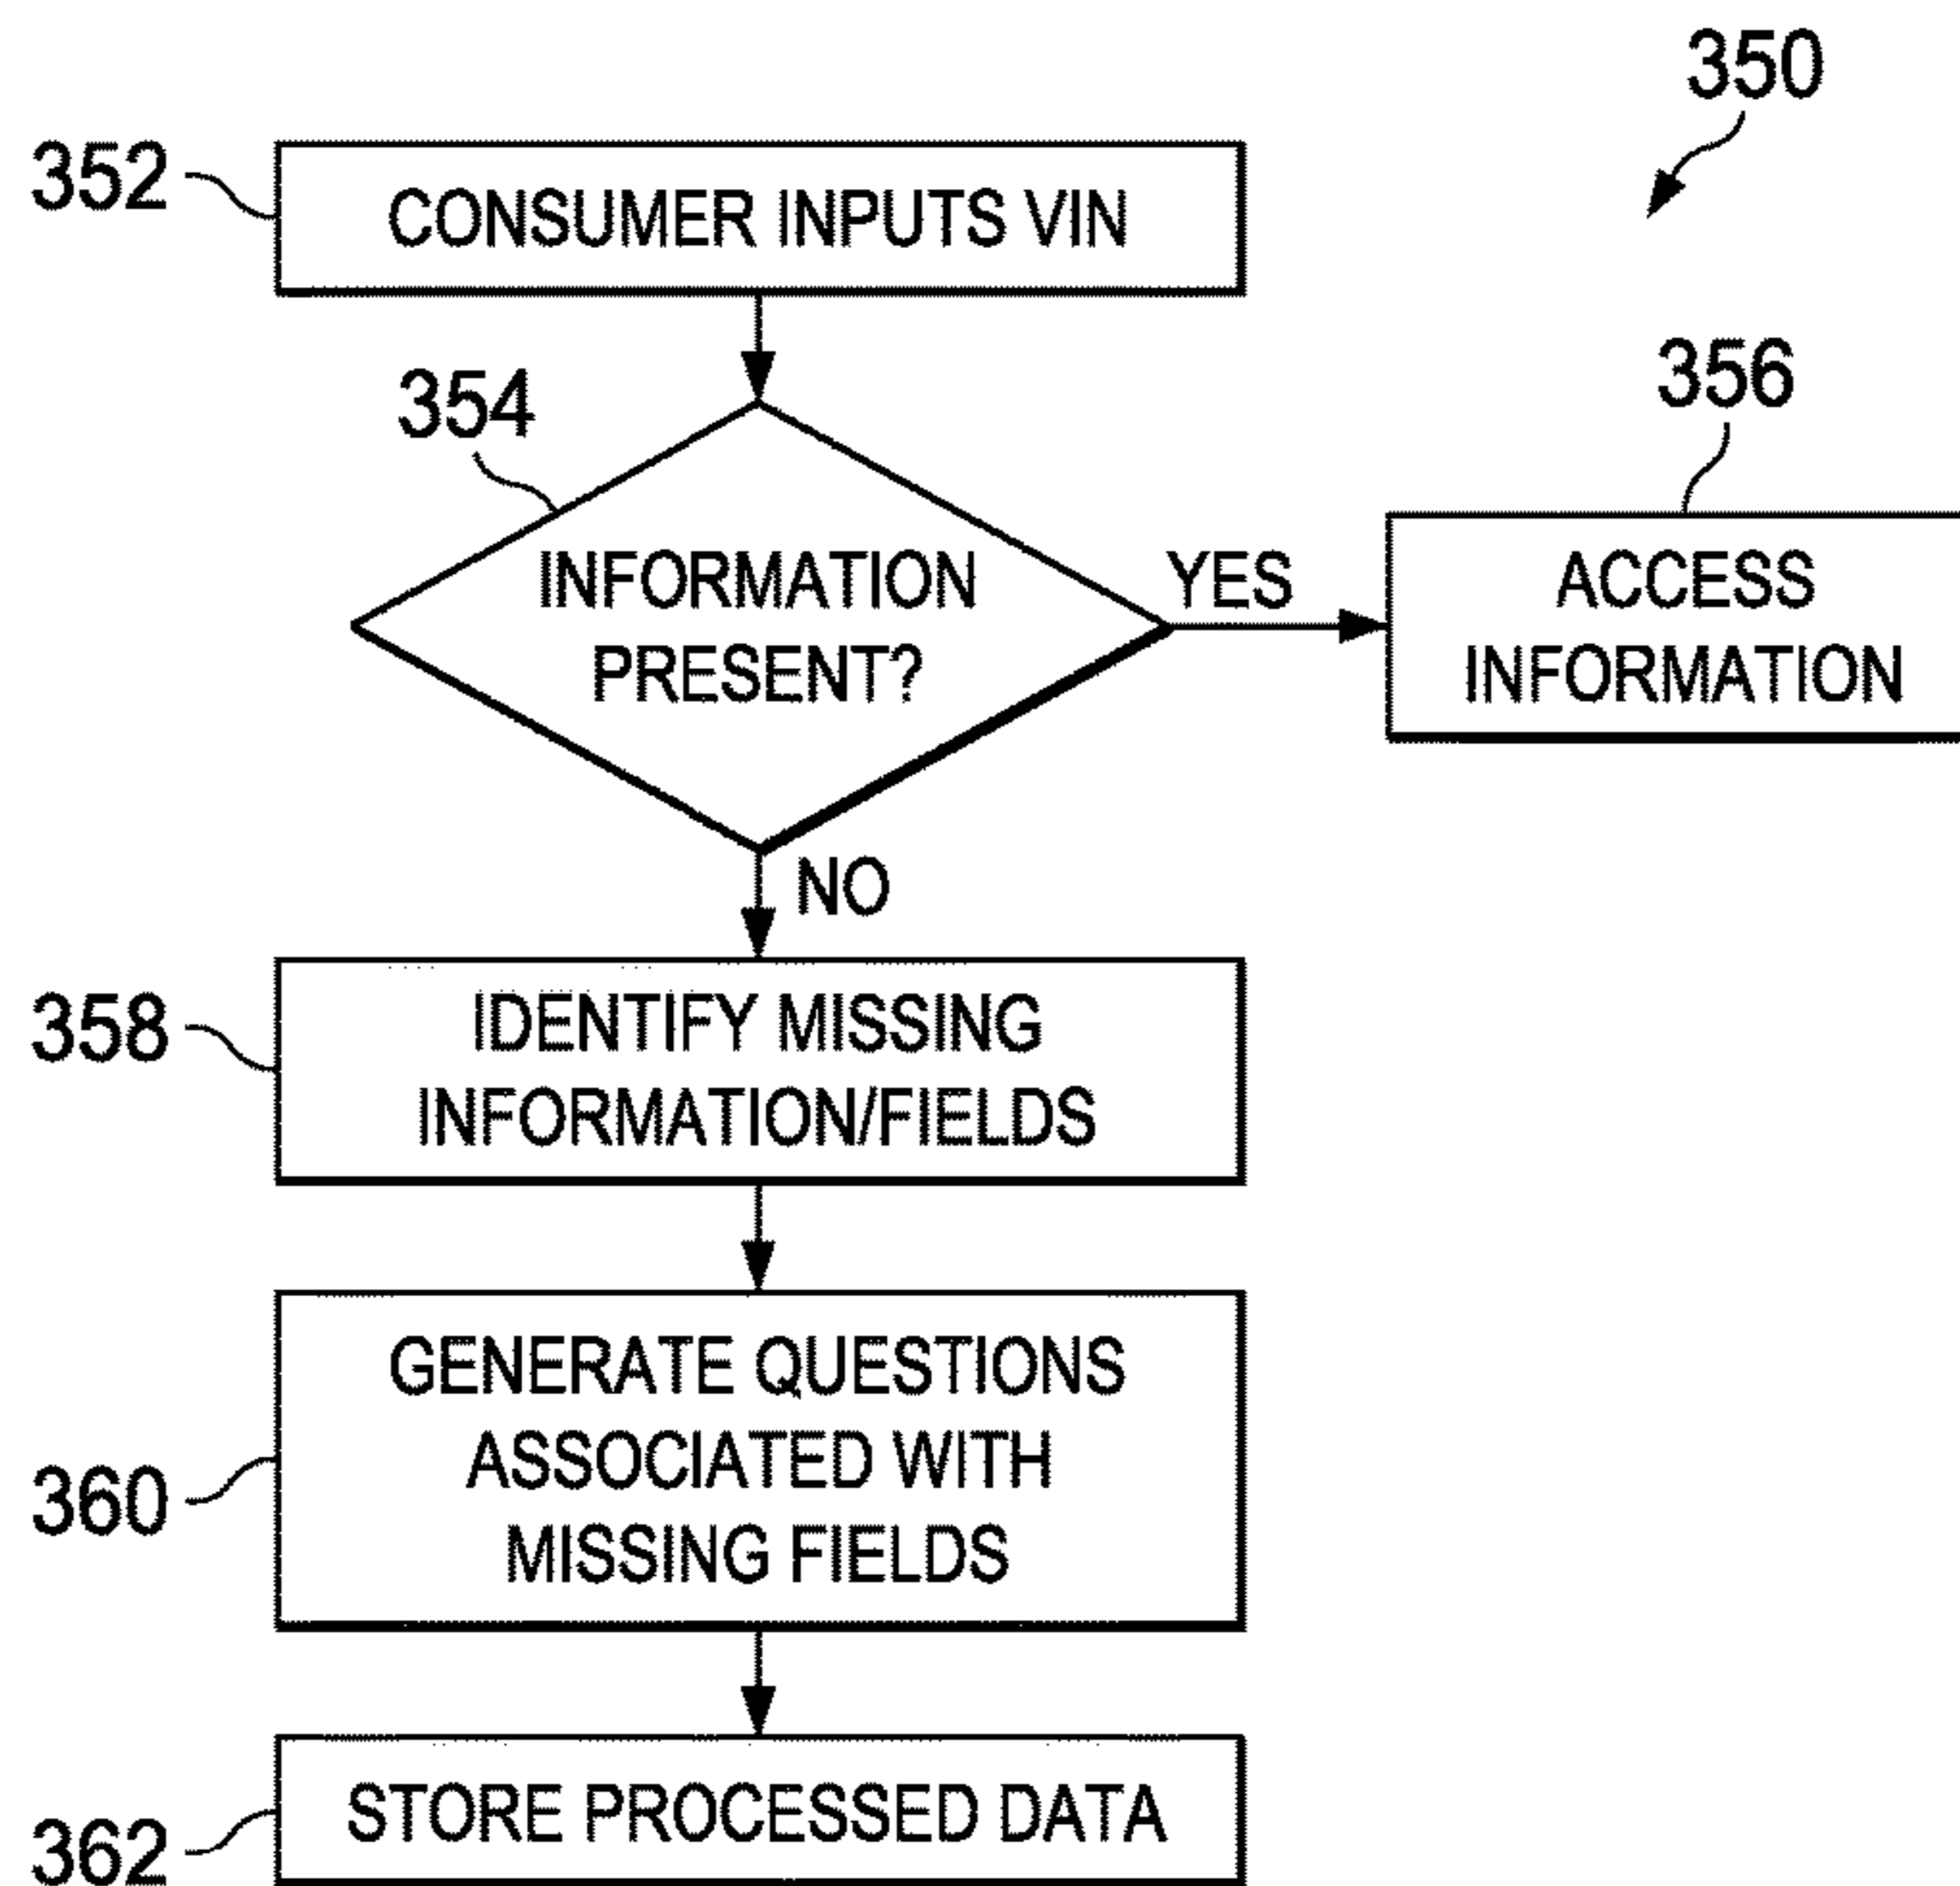 350
352
CONSUMER INPUTS VIN
354
INFORMATION
PRESENT?
YES
356
ACCESS
INFORMATION
NO
358
IDENTIFY MISSING
INFORMATION/FIELDS
360
GENERATE QUESTIONS
ASSOCIATED WITH
MISSING FIELDS
362
STORE PROCESSED DATA